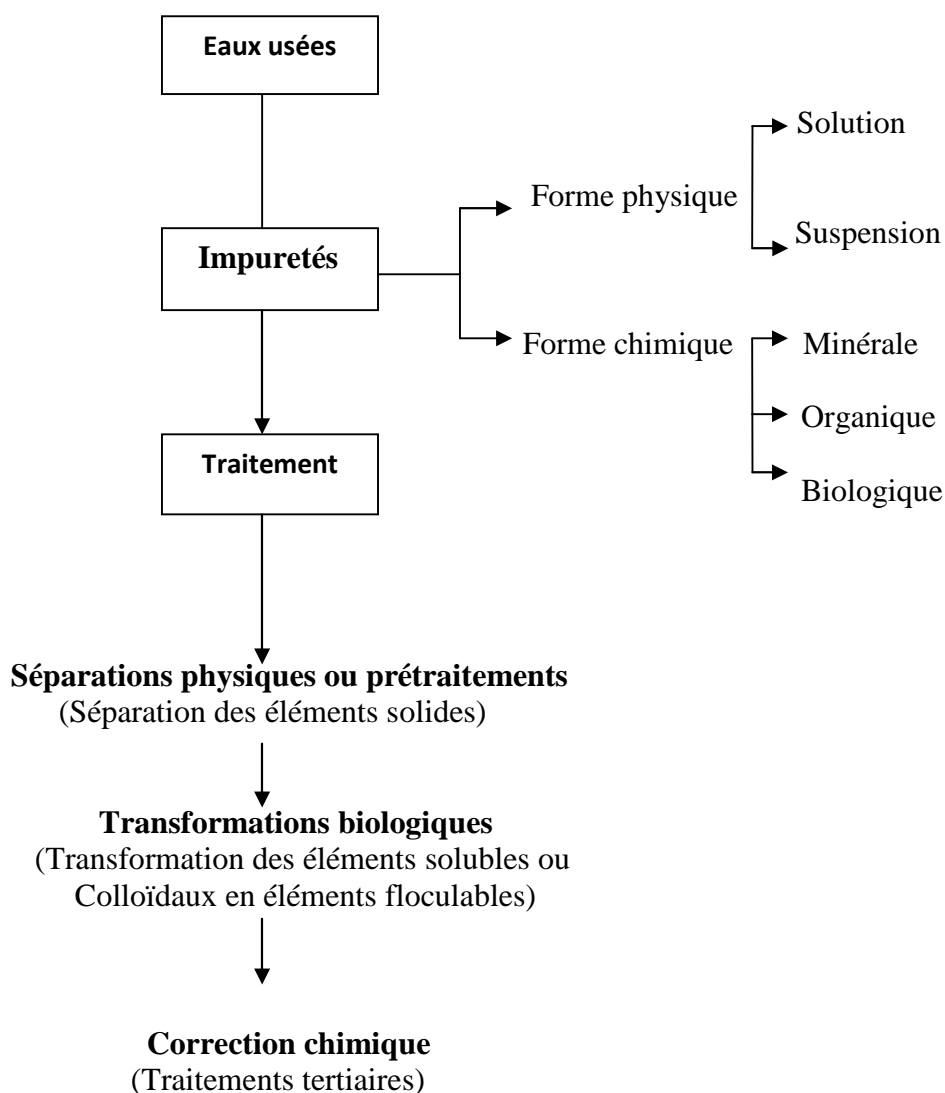 Eaux usées
Solution
Forme physique
Suspension
Impuretés
Forme chimique
Minérale
Organique
Biologique
Traitement
Séparations physiques ou prétraitements
(Séparation des éléments solides)
Transformations biologiques
(Transformation des éléments solubles ou
Colloïdaux en éléments floculables)
Correction chimique
(Traitements tertiaires)